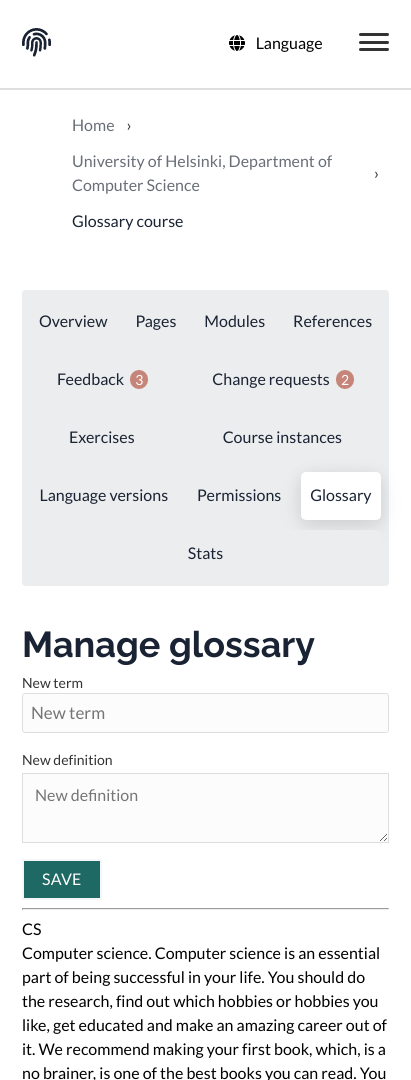 Language
Home ›
University of Helsinki, Department of
Computer Science ›
Glossary course
Overview Pages Modules References
Feedback 3 Change requests 2
Exercises Course instances
Language versions Permissions Glossary
Stats
Manage glossary
New term
New term
New definition
New definition
SAVE
CS
Computer science. Computer science is an essential
part of being successful in your life. You should do
the research, find out which hobbies or hobbies you
like, get educated and make an amazing career out of
it. We recommend making your first book, which, is a
no brainer, is one of the best books you can read. You